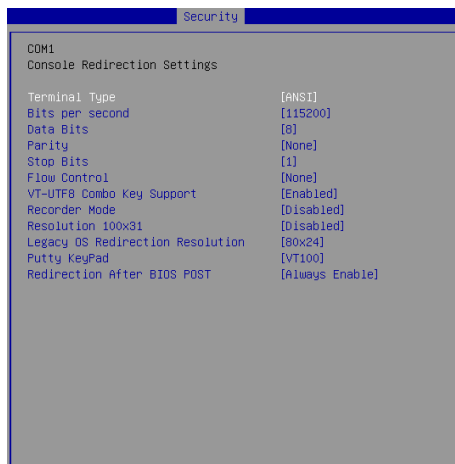 Security
COM1
Console Redirection Settings
Terminal Type [ANSI]
Bits per second [115200]
Data Bits [8]
Parity [None]
Stop Bits [1]
Flow Control [None]
VT-UTF8 Combo Key Support [Enabled]
Recorder Mode [Disabled]
Resolution 100x31 [Disabled]
Legacy OS Redirection Resolution [80x24]
Putty KeyPad [VT100]
Redirection After BIOS POST [Always Enable]